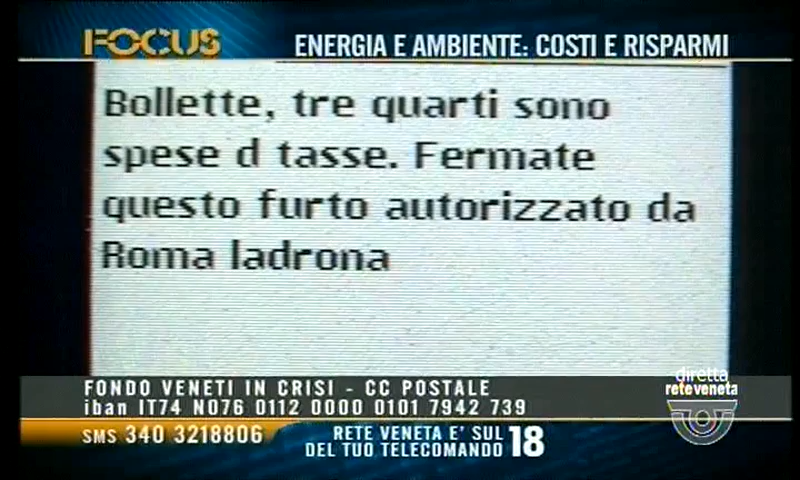 FOCUS
ENERGIA E AMBIENTE: COSTI E RISPARMI
Bollette, tre quarti sono
spese d tasse. Fermate
questo furto autorizzato da
Roma ladrona
FONDO VENETI IN CRISI - CC POSTALE
iban IT74 N076 0112 0000 0101 7942 739
diretta
reteveneta
SMS 340 3218806
RETE VENETA E' SUL
DEL TUO TELECOMANDO 18